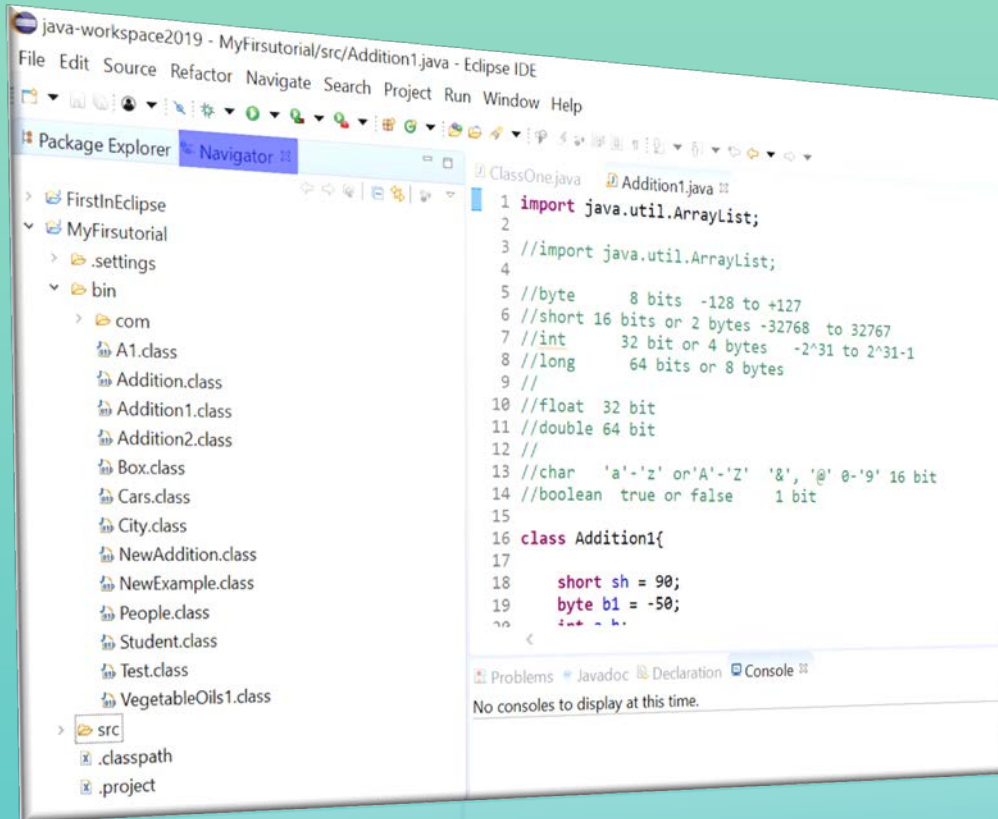 java-workspace2019 - MyFirsutorial/src/Addition1.java - Eclipse IDE
File Edit Source Refactor Navigate Search Project Run Window Help
Package Explorer Navigator
FirstInEclipse
MyFirsutorial
.settings
bin
com
A1.class
Addition.class
Addition1.class
Addition2.class
Box.class
Cars.class
City.class
NewAddition.class
NewExample.class
People.class
Student.class
Test.class
VegetableOils1.class
src
.classpath
.project
ClassOne.java Addition1.java
1 import java.util.ArrayList;
2
3 //import java.util.ArrayList;
4
5 //byte 8 bits -128 to +127
6 //short 16 bits or 2 bytes -32768 to 32767
7 //int 32 bit or 4 bytes -2^31 to 2^31-1
8 //long 64 bits or 8 bytes
9 //
10 //float 32 bit
11 //double 64 bit
12 //
13 //char 'a'-'z' or'A'-'Z' '&', '@' 0-'9' 16 bit
14 //boolean true or false 1 bit
15
16 class Addition1{
17
18 short sh = 90;
19 byte b1 = -50;
Problems Javadoc Declaration Console
No consoles to display at this time.